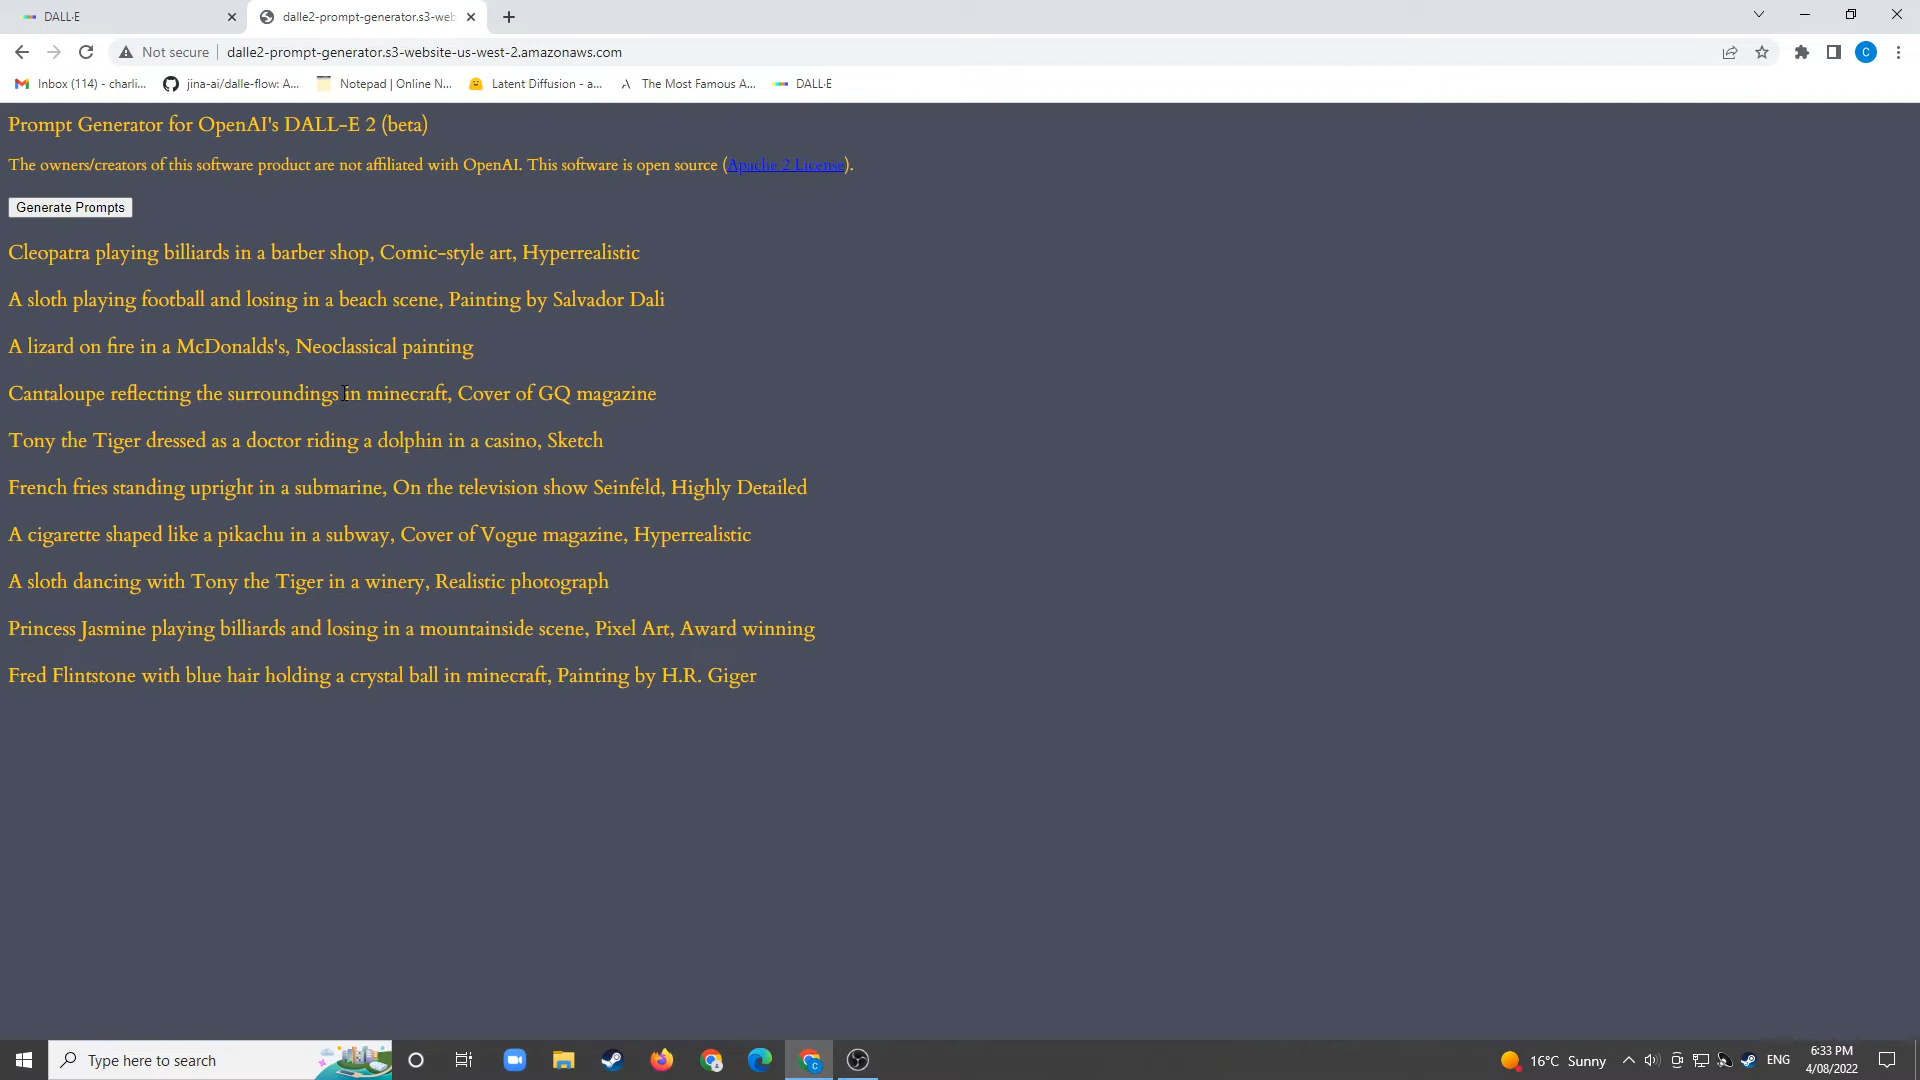 DALL·E
dalle2-prompt-generator.s3-web
Not secure
dalle2-prompt-generator.s3-website-us-west-2.amazonaws.com
C
Inbox (114) - charli...
jina-ai/dalle-flow: A...
Notepad | Online N...
Latent Diffusion - a...
The Most Famous A...
DALL·E
Prompt Generator for OpenAI's DALL-E 2 (beta)
The owners/creators of this software product are not affiliated with OpenAI. This software is open source (Apache 2 License).
Generate Prompts
Cleopatra playing billiards in a barber shop, Comic-style art, Hyperrealistic
A sloth playing football and losing in a beach scene, Painting by Salvador Dali
A lizard on fire in a McDonalds's, Neoclassical painting
Cantaloupe reflecting the surroundings in minecraft, Cover of GQ magazine
Tony the Tiger dressed as a doctor riding a dolphin in a casino, Sketch
French fries standing upright in a submarine, On the television show Seinfeld, Highly Detailed
A cigarette shaped like a pikachu in a subway, Cover of Vogue magazine, Hyperrealistic
A sloth dancing with Tony the Tiger in a winery, Realistic photograph
Princess Jasmine playing billiards and losing in a mountainside scene, Pixel Art, Award winning
Fred Flintstone with blue hair holding a crystal ball in minecraft, Painting by H.R. Giger
Type here to search
16°C Sunny
ENG
6:33 PM
4/08/2022